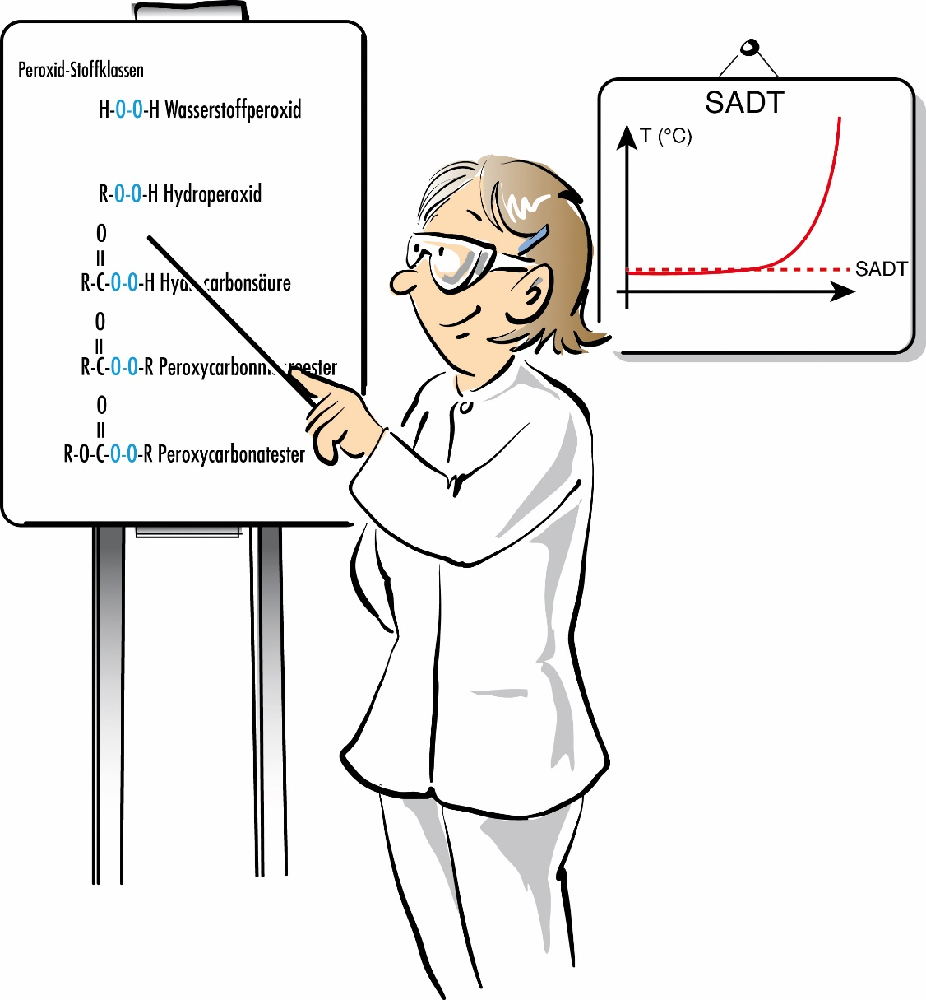 Peroxid-Stoffklassen
H-O-O-H Wasserstoffperoxid
R-O-O-H Hydroperoxid
O
||
R-C-O-O-H
O
||
R-C-O-O-R
O
||
R-O-C-O-O-R Peroxycarbonatester
SADT
T (°C)
SADT